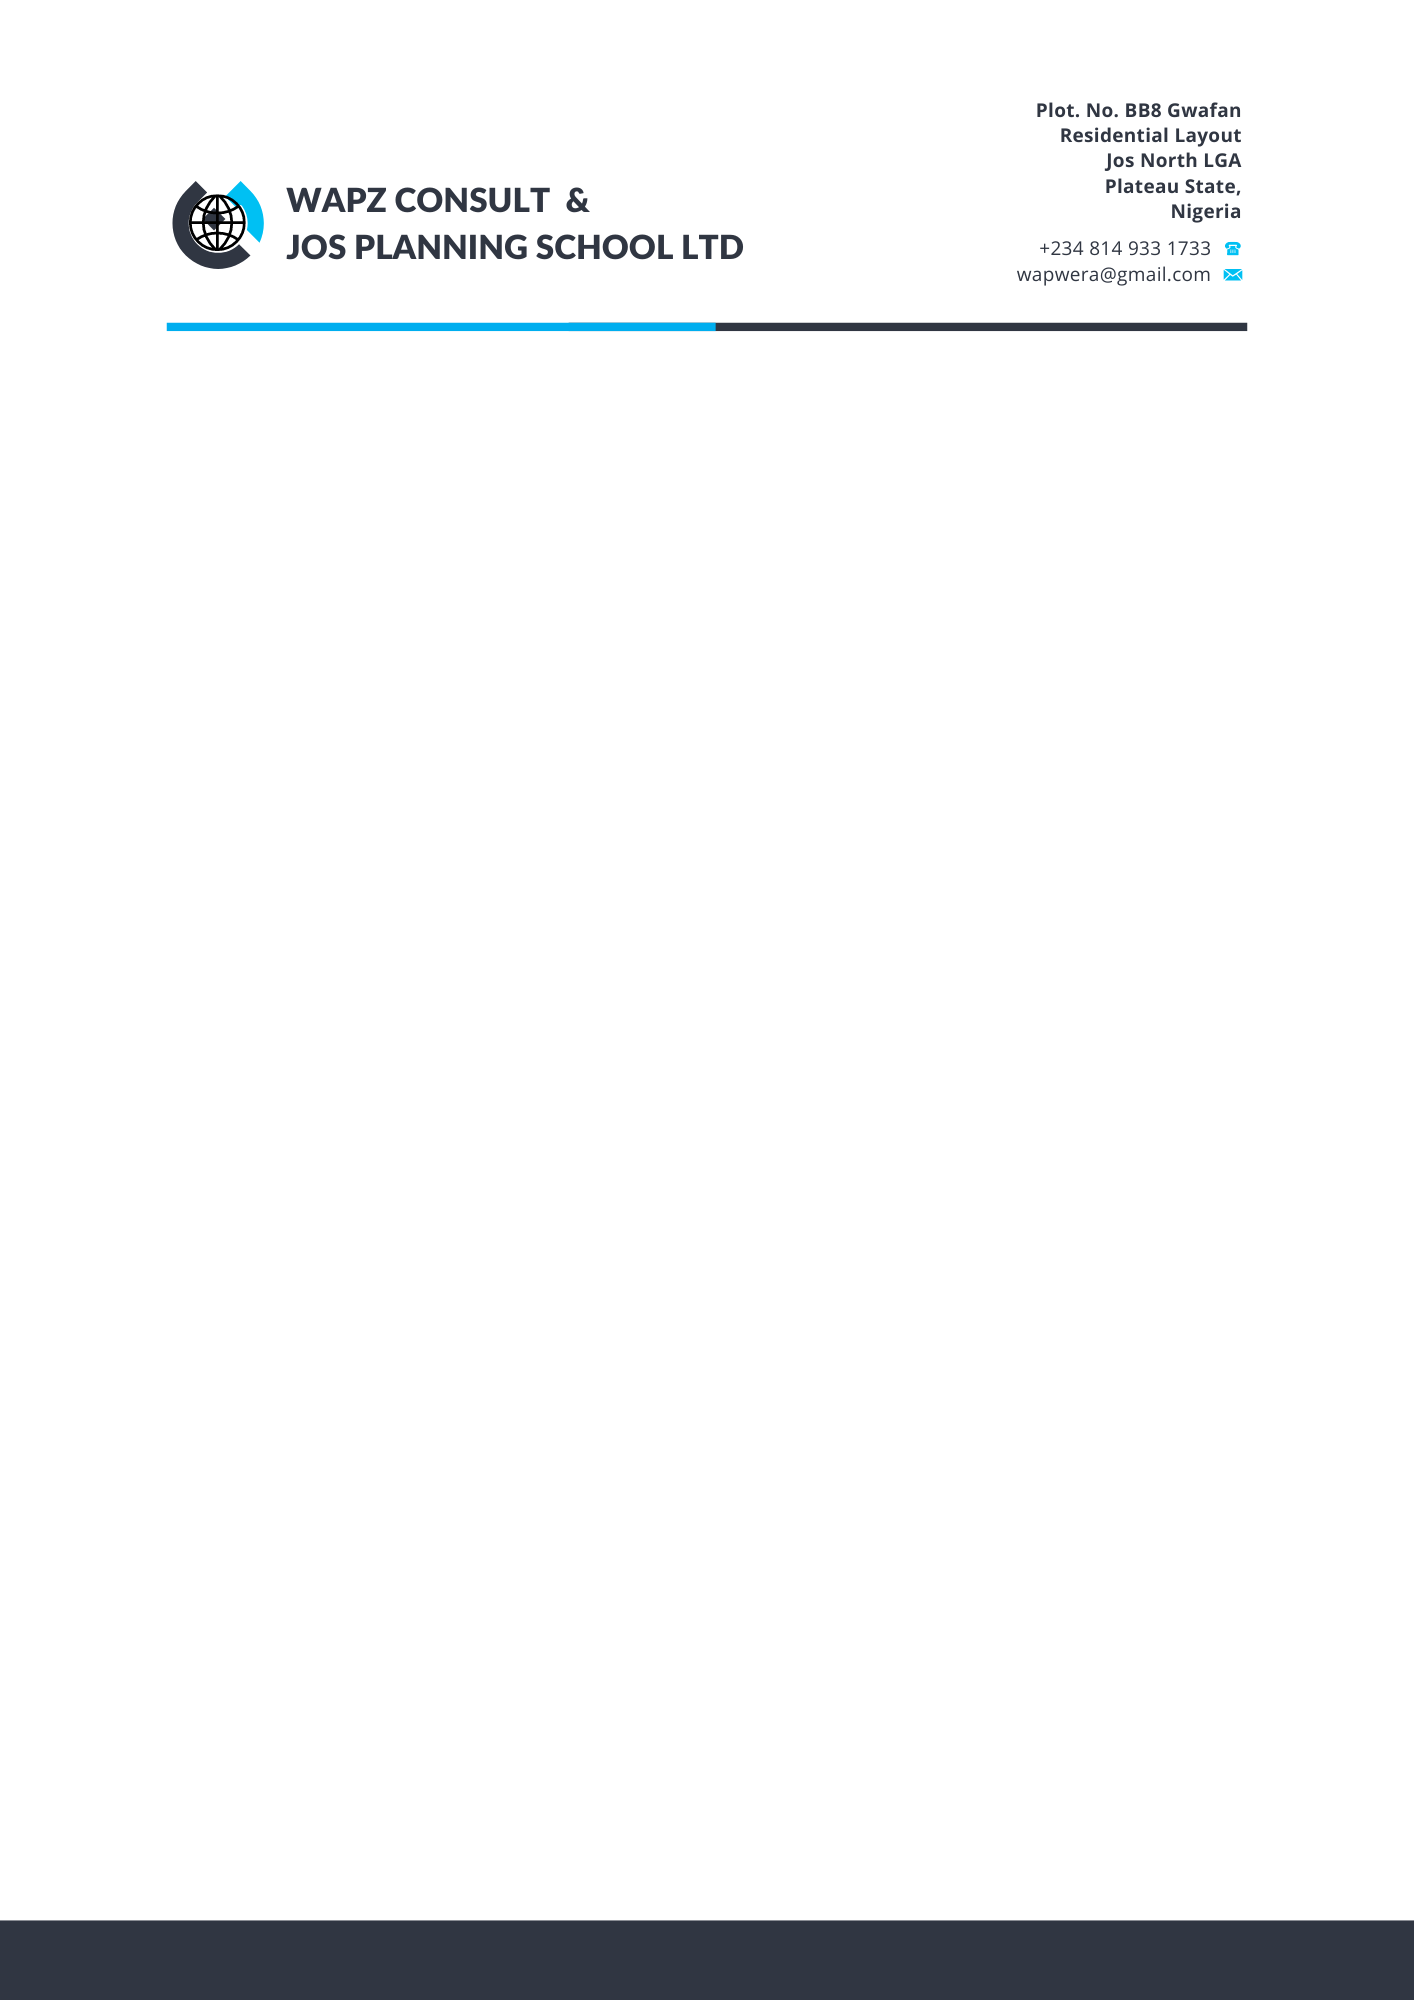 Plot. No. BB8 Gwafan
Residential Layout
Jos North LGA
Plateau State,
Nigeria
WAPZ CONSULT &
JOS PLANNING SCHOOL LTD
+234 814 933 1733
wapwera@gmail.com